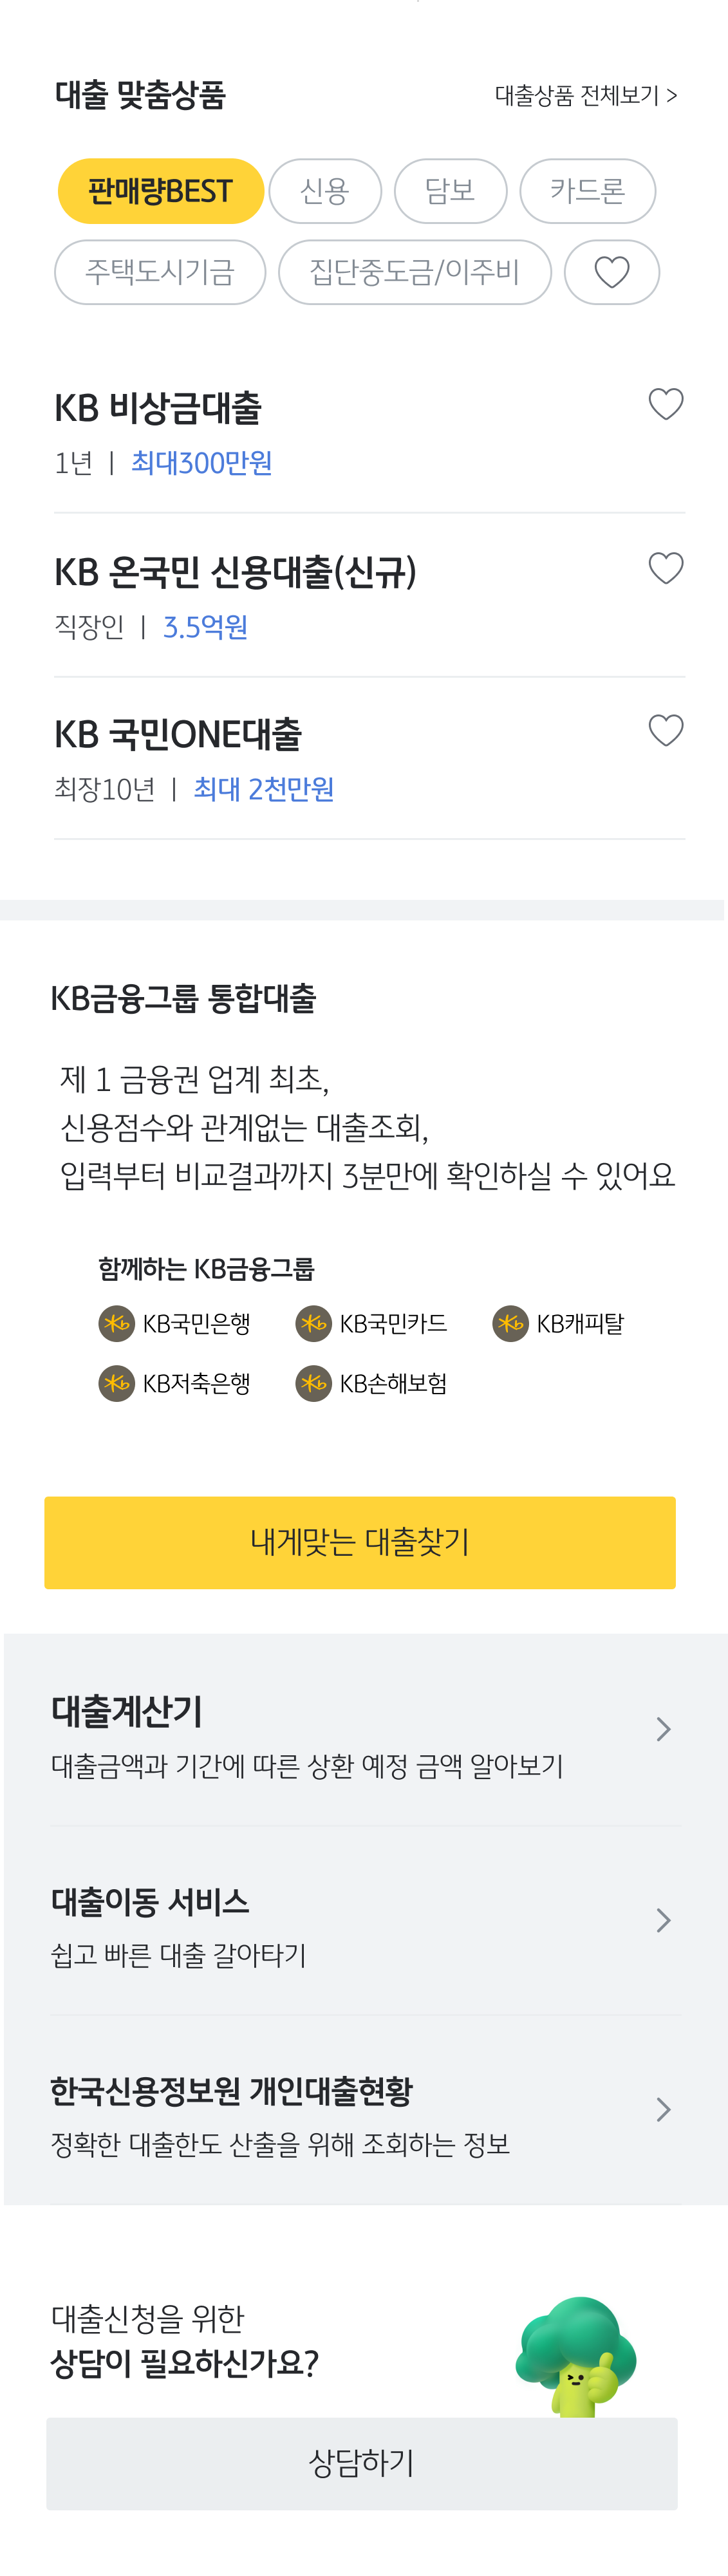 대출 맞춤상품
대출상품 전체보기 >
판매량BEST 신용 담보 카드론
주택도시기금 집단중도금/이주비
KB 비상금대출
1년 | 최대300만원
KB 온국민 신용대출(신규)
직장인 | 3.5억원
KB 국민ONE대출
최장10년 | 최대 2천만원
KB금융그룹 통합대출
제 1 금융권 업계 최초,
신용점수와 관계없는 대출조회,
입력부터 비교결과까지 3분만에 확인하실 수 있어요
함께하는 KB금융그룹
KB국민은행 KB국민카드 KB캐피탈
KB저축은행 KB손해보험
내게맞는 대출찾기
대출계산기
대출금액과 기간에 따른 상환 예정 금액 알아보기
대출이동 서비스
쉽고 빠른 대출 갈아타기
한국신용정보원 개인대출현황
정확한 대출한도 산출을 위해 조회하는 정보
대출신청을 위한
상담이 필요하신가요?
상담하기